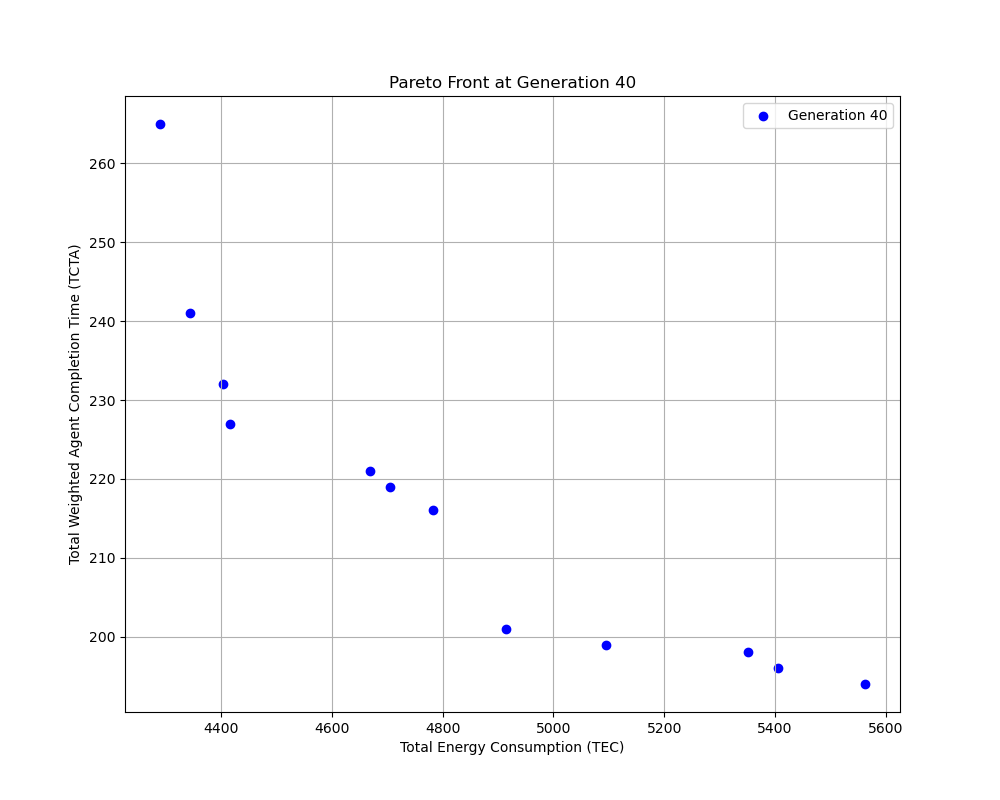 Pareto Front at Generation 40
Generation 40
Total Weighted Agent Completion Time (TCTA)
260
250
240
230
220
210
200
4400 4600 4800 5000 5200 5400 5600
Total Energy Consumption (TEC)